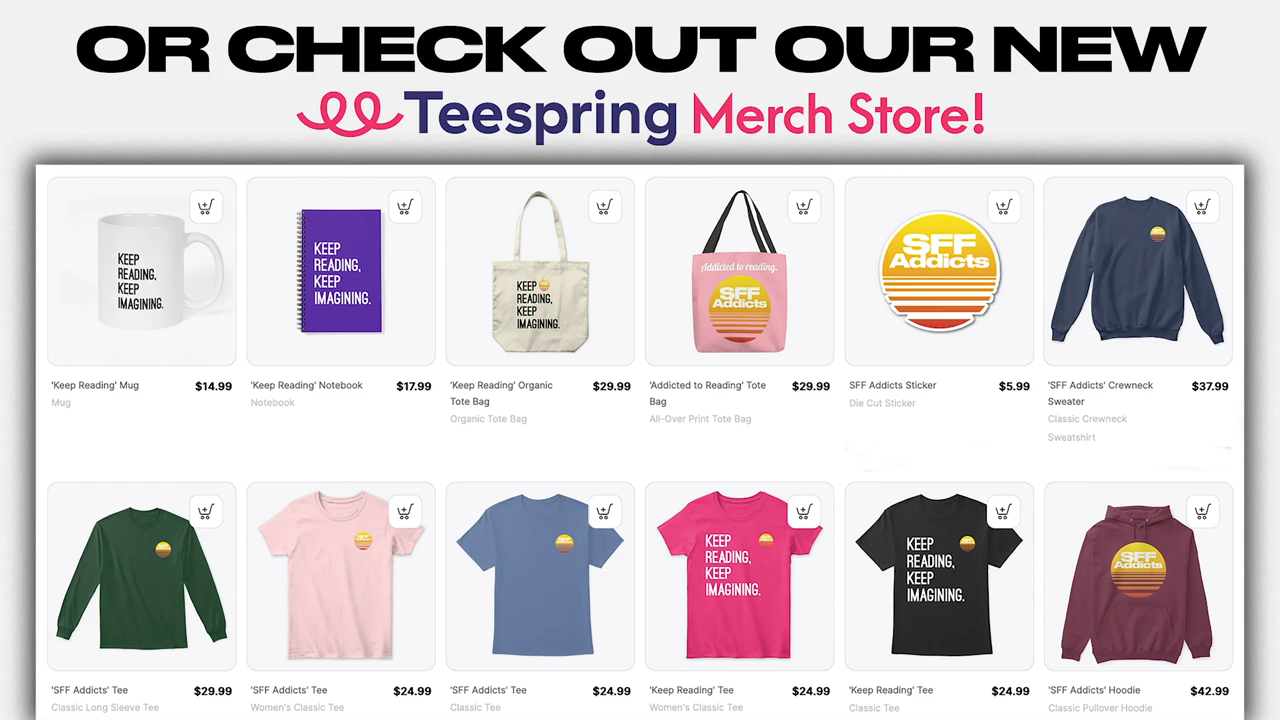 OR CHECK OUT OUR NEW
Teespring Merch Store!
KEEP
READING,
KEEP
IMAGINING.
KEEP
READING,
KEEP
IMAGINING.
KEEP
READING,
KEEP
IMAGINING.
Addicted to reading.
SFF
Addicts
SFF
Addicts
'Keep Reading' Mug $14.99
Mug
'Keep Reading' Notebook $17.99
Notebook
'Keep Reading' Organic $29.99
Tote Bag
Organic Tote Bag
'Addicted to Reading' Tote $29.99
Bag
All-Over Print Tote Bag
SFF Addicts Sticker $5.99
Die Cut Sticker
'SFF Addicts' Crewneck $37.99
Sweater
Classic Crewneck
Sweatshirt
KEEP
READING,
KEEP
IMAGINING.
KEEP
READING,
KEEP
IMAGINING.
SFF
Addicts
'SFF Addicts' Tee $29.99
Classic Long Sleeve Tee
'SFF Addicts' Tee $24.99
Women's Classic Tee
'SFF Addicts' Tee $24.99
Classic Tee
'Keep Reading' Tee $24.99
Women's Classic Tee
'Keep Reading' Tee $24.99
Classic Tee
'SFF Addicts' Hoodie $42.99
Classic Pullover Hoodie